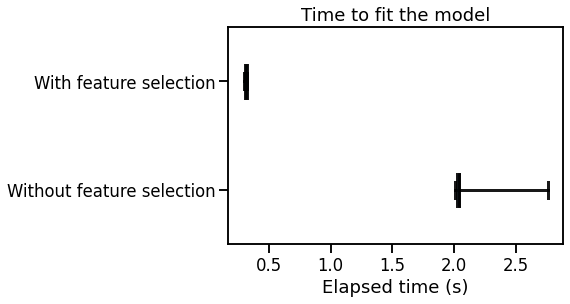 Time to fit the model
With feature selection
Without feature selection
0.5 1.0 1.5 2.0 2.5
Elapsed time (s)